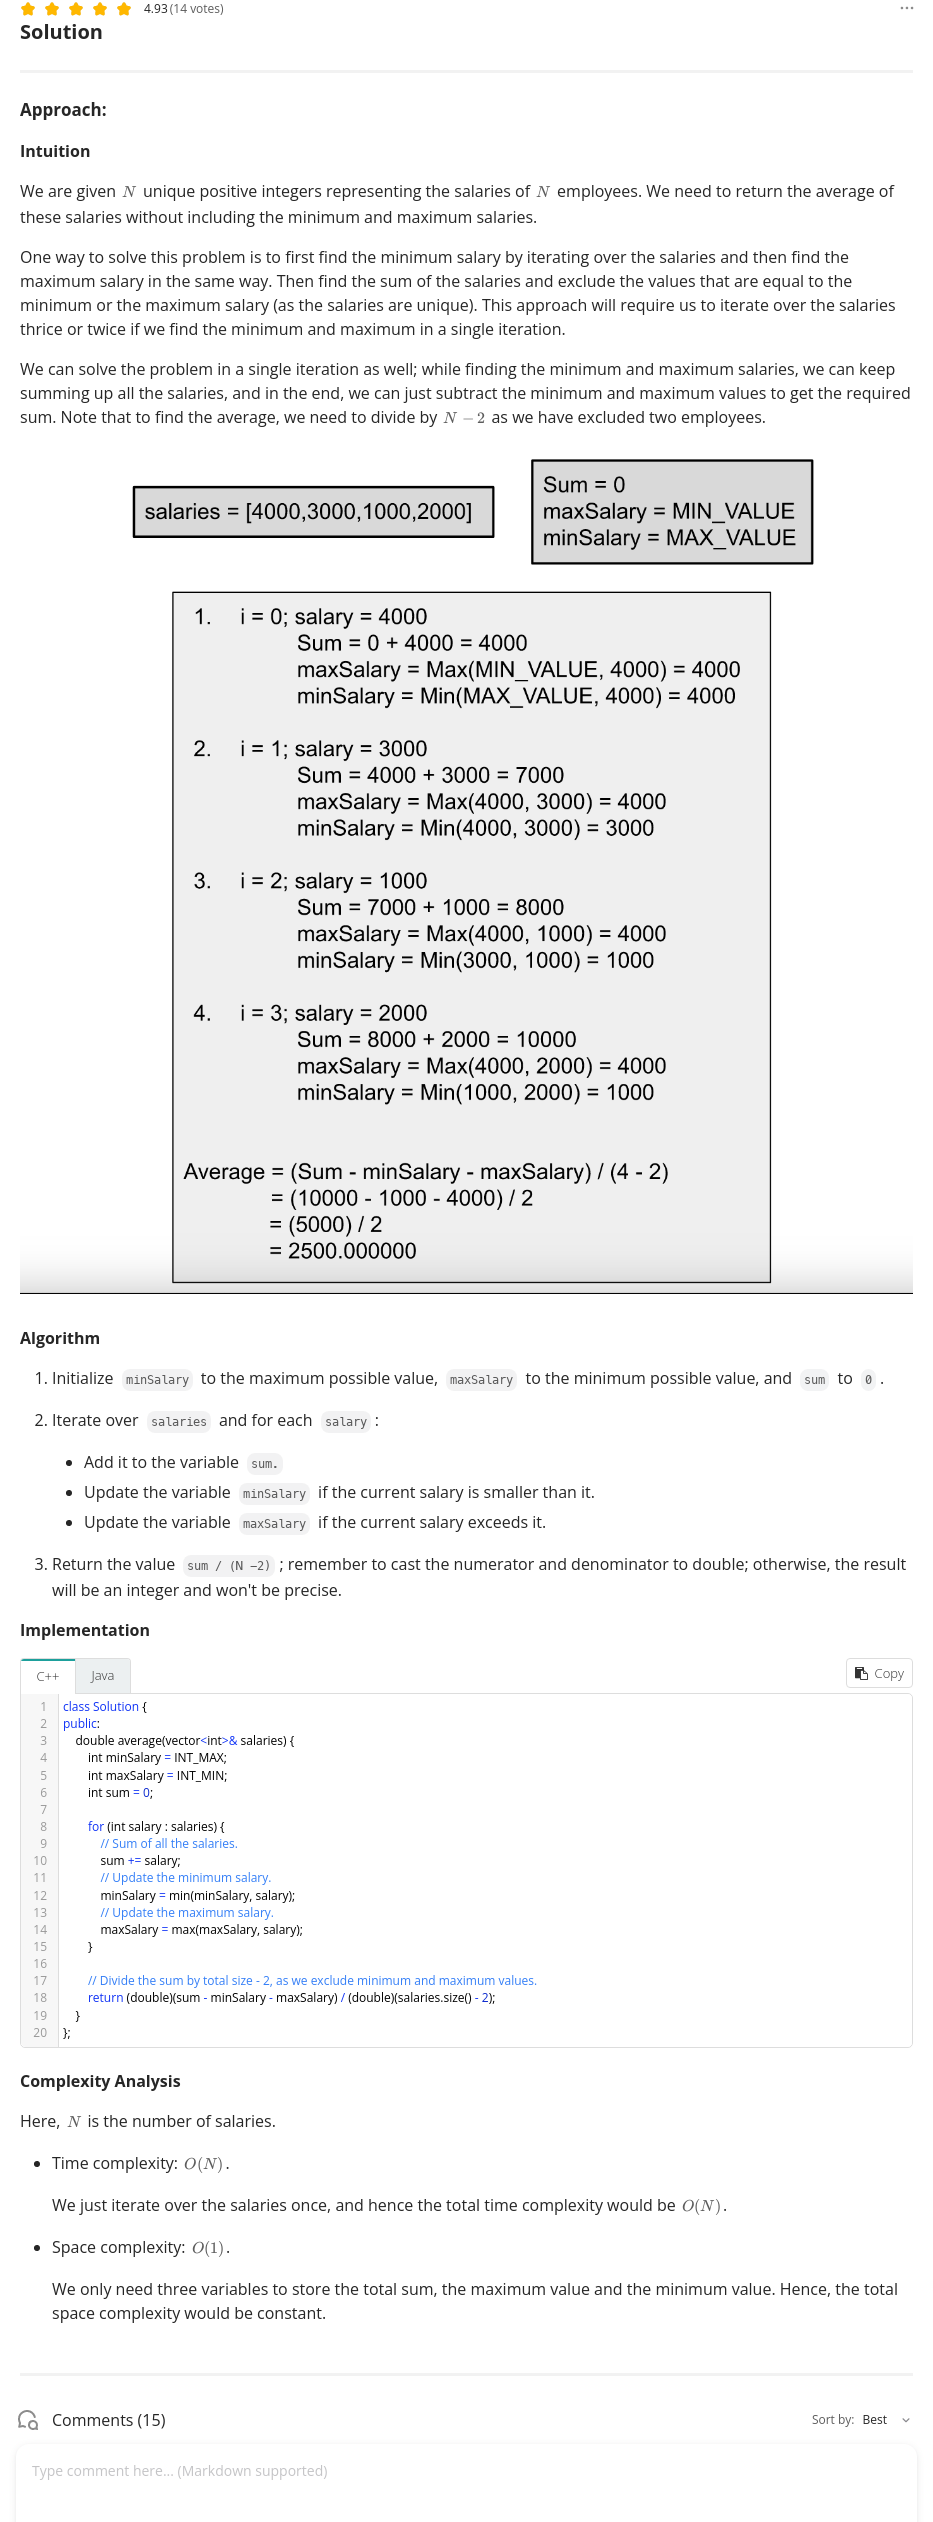 4.93 (14 votes)
Solution
Approach:
Intuition
We are given N unique positive integers representing the salaries of N employees. We need to return the average of
these salaries without including the minimum and maximum salaries.
One way to solve this problem is to first find the minimum salary by iterating over the salaries and then find the
maximum salary in the same way. Then find the sum of the salaries and exclude the values that are equal to the
minimum or the maximum salary (as the salaries are unique). This approach will require us to iterate over the salaries
thrice or twice if we find the minimum and maximum in a single iteration.
We can solve the problem in a single iteration as well; while finding the minimum and maximum salaries, we can keep
summing up all the salaries, and in the end, we can just subtract the minimum and maximum values to get the required
sum. Note that to find the average, we need to divide by N − 2 as we have excluded two employees.
salaries = [4000,3000,1000,2000]
Sum = 0
maxSalary = MIN_VALUE
minSalary = MAX_VALUE
1. i = 0; salary = 4000
Sum = 0 + 4000 = 4000
maxSalary = Max(MIN_VALUE, 4000) = 4000
minSalary = Min(MAX_VALUE, 4000) = 4000
2. i = 1; salary = 3000
Sum = 4000 + 3000 = 7000
maxSalary = Max(4000, 3000) = 4000
minSalary = Min(4000, 3000) = 3000
3. i = 2; salary = 1000
Sum = 7000 + 1000 = 8000
maxSalary = Max(4000, 1000) = 4000
minSalary = Min(3000, 1000) = 1000
4. i = 3; salary = 2000
Sum = 8000 + 2000 = 10000
maxSalary = Max(4000, 2000) = 4000
minSalary = Min(1000, 2000) = 1000
Average = (Sum - minSalary - maxSalary) / (4 - 2)
= (10000 - 1000 - 4000) / 2
= (5000) / 2
= 2500.000000
Algorithm
1. Initialize minSalary to the maximum possible value, maxSalary to the minimum possible value, and sum to 0 .
2. Iterate over salaries and for each salary :
• Add it to the variable sum.
• Update the variable minSalary if the current salary is smaller than it.
• Update the variable maxSalary if the current salary exceeds it.
3. Return the value sum / (N −2) ; remember to cast the numerator and denominator to double; otherwise, the result
will be an integer and won't be precise.
Implementation
C++ Java Copy
1 class Solution {
2 public:
3 double average(vector<int>& salaries) {
4 int minSalary = INT_MAX;
5 int maxSalary = INT_MIN;
6 int sum = 0;
7
8 for (int salary : salaries) {
9 // Sum of all the salaries.
10 sum += salary;
11 // Update the minimum salary.
12 minSalary = min(minSalary, salary);
13 // Update the maximum salary.
14 maxSalary = max(maxSalary, salary);
15 }
16
17 // Divide the sum by total size - 2, as we exclude minimum and maximum values.
18 return (double)(sum - minSalary - maxSalary) / (double)(salaries.size() - 2);
19 }
20 };
Complexity Analysis
Here, N is the number of salaries.
• Time complexity: O(N).
We just iterate over the salaries once, and hence the total time complexity would be O(N).
• Space complexity: O(1).
We only need three variables to store the total sum, the maximum value and the minimum value. Hence, the total
space complexity would be constant.
Comments (15)
Sort by: Best
Type comment here... (Markdown supported)